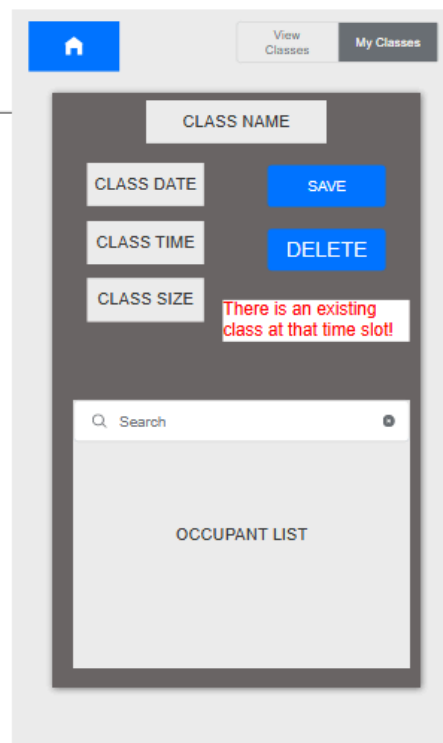 View
Classes
My Classes
CLASS NAME
CLASS DATE
SAVE
CLASS TIME
DELETE
CLASS SIZE
There is an existing
class at that time slot!
Search
OCCUPANT LIST